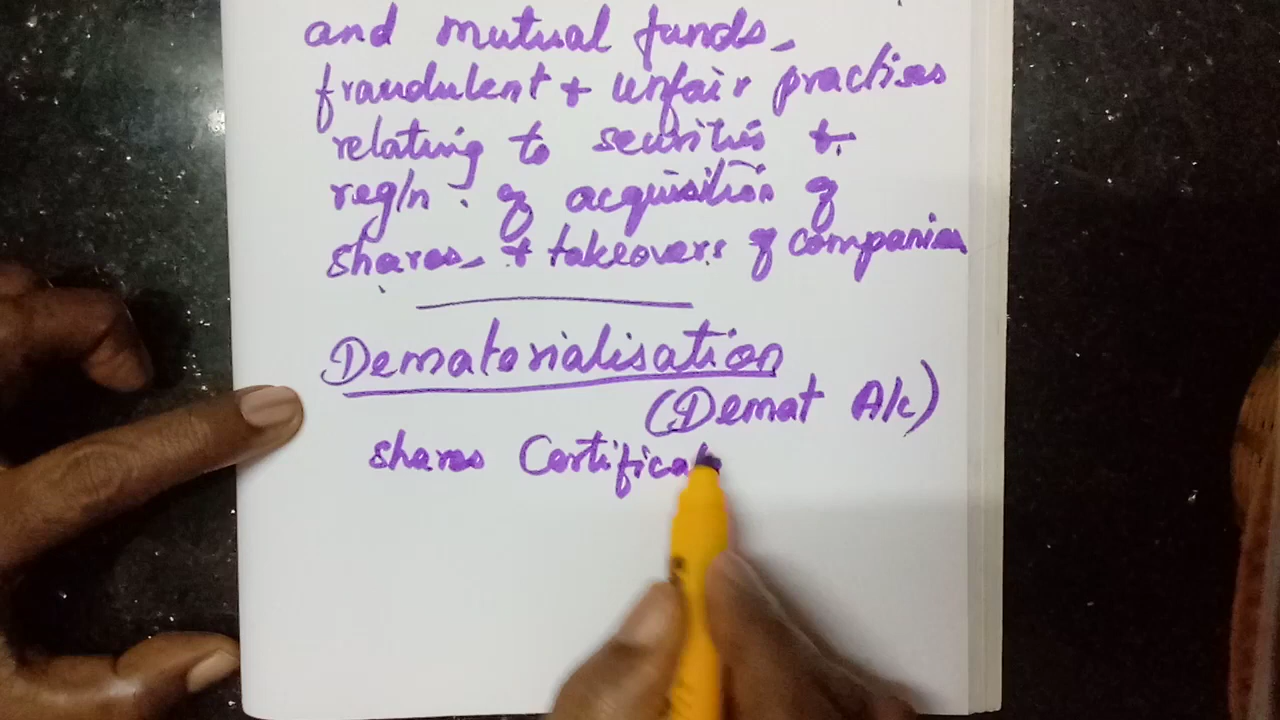 and mutual funds,
fraudulent & unfair practises
relating to securities &
regln. of acquisition of
shares, & takeovers of companies
Dematerialisation
(Demat A/c)
shares Certificat